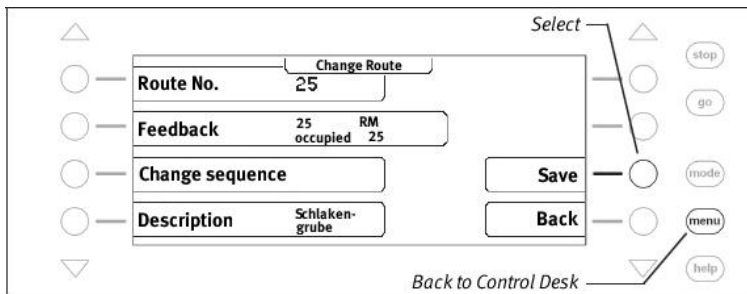 Select
stop
Change Route
Route No. 25
go
Feedback 25 RM
occupied 25
Change sequence
Save
mode
Description Schlaken-
grube
Back
menu
Back to Control Desk
help